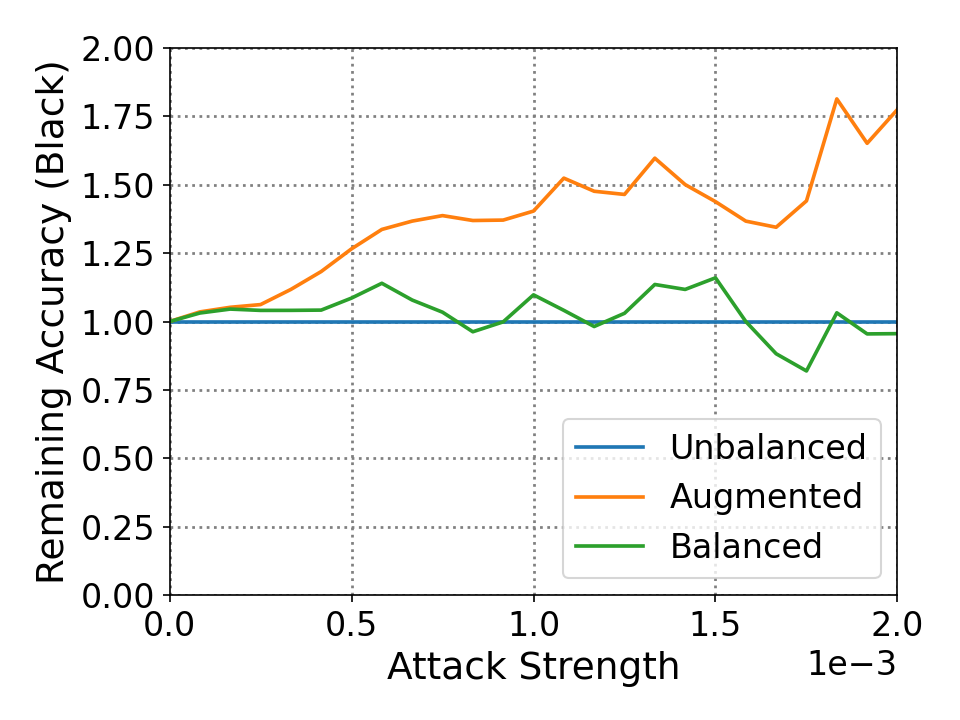 Remaining Accuracy (Black)
2.00
1.75
1.50
1.25
1.00
0.75
0.50
0.25
0.00
Unbalanced
Augmented
Balanced
0.0 0.5 1.0 1.5 2.0
Attack Strength
1e−3